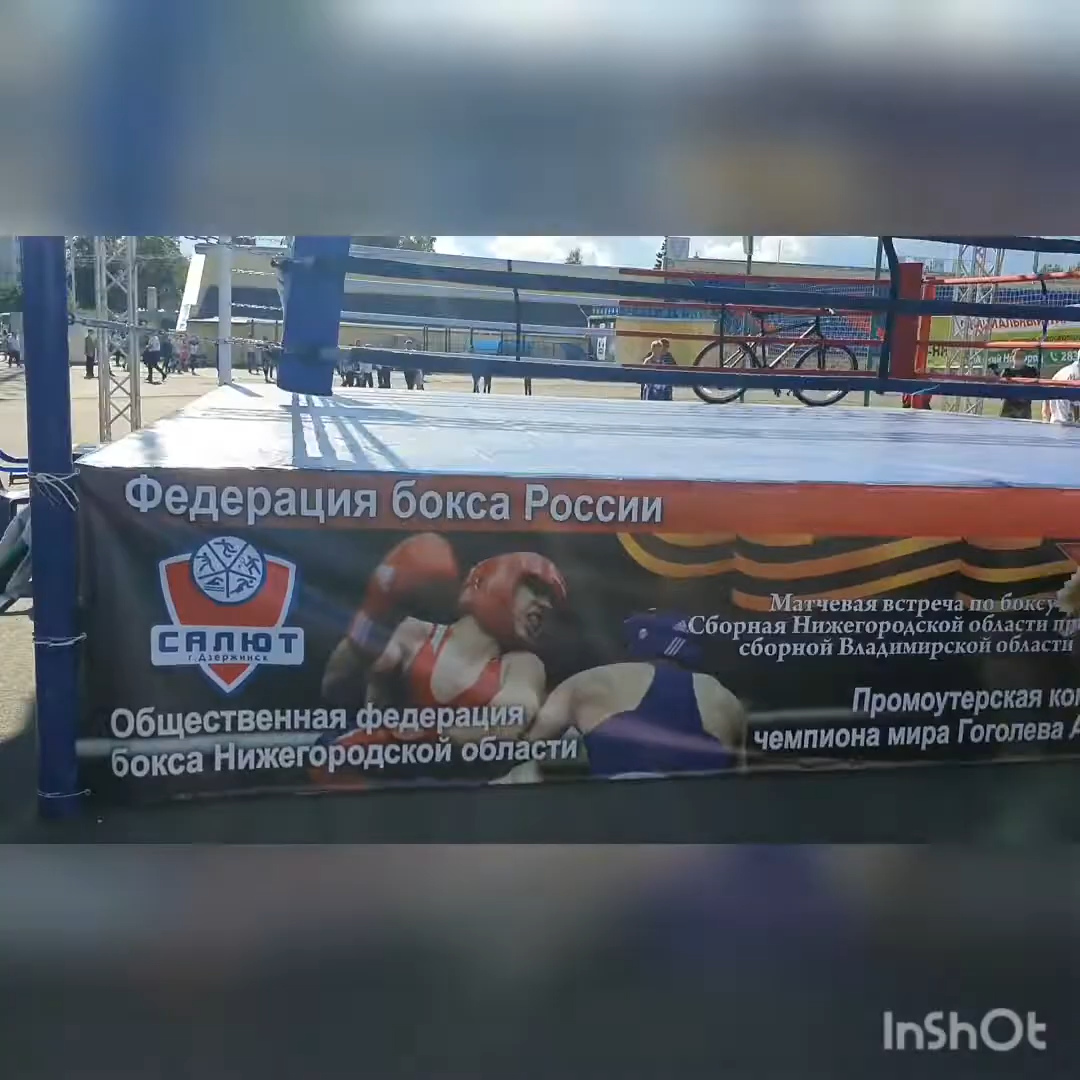 Федерация бокса России
САЛЮТ
г. Дзержинск
Общественная федерация
бокса Нижегородской области
Матчевая встреча по боксу
Сборная Нижегородской области
сборной Владимирской области
Промоутерская
чемпиона мира Гоголева
InShOt